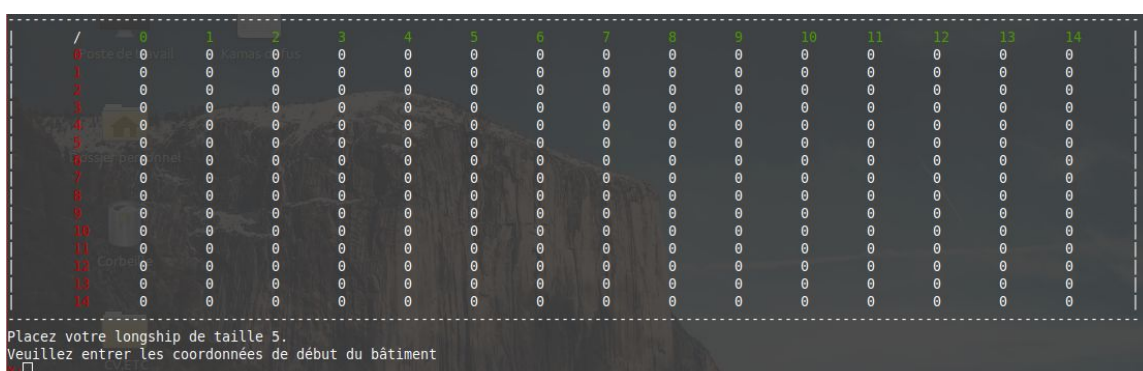 / 0 1 2 3 4 5 6 7 8 9 10 11 12 13 14
0 0 0 0 0 0 0 0 0 0 0 0 0 0 0 0
1 0 0 0 0 0 0 0 0 0 0 0 0 0 0 0
2 0 0 0 0 0 0 0 0 0 0 0 0 0 0 0
3 0 0 0 0 0 0 0 0 0 0 0 0 0 0 0
4 0 0 0 0 0 0 0 0 0 0 0 0 0 0 0
5 0 0 0 0 0 0 0 0 0 0 0 0 0 0 0
6 0 0 0 0 0 0 0 0 0 0 0 0 0 0 0
7 0 0 0 0 0 0 0 0 0 0 0 0 0 0 0
8 0 0 0 0 0 0 0 0 0 0 0 0 0 0 0
9 0 0 0 0 0 0 0 0 0 0 0 0 0 0 0
10 0 0 0 0 0 0 0 0 0 0 0 0 0 0 0
11 0 0 0 0 0 0 0 0 0 0 0 0 0 0 0
12 0 0 0 0 0 0 0 0 0 0 0 0 0 0 0
13 0 0 0 0 0 0 0 0 0 0 0 0 0 0 0
14 0 0 0 0 0 0 0 0 0 0 0 0 0 0 0
Poste de travail
Dossier personnel
Corbeille
Placez votre longship de taille 5.
Veuillez entrer les coordonnées de début du bâtiment